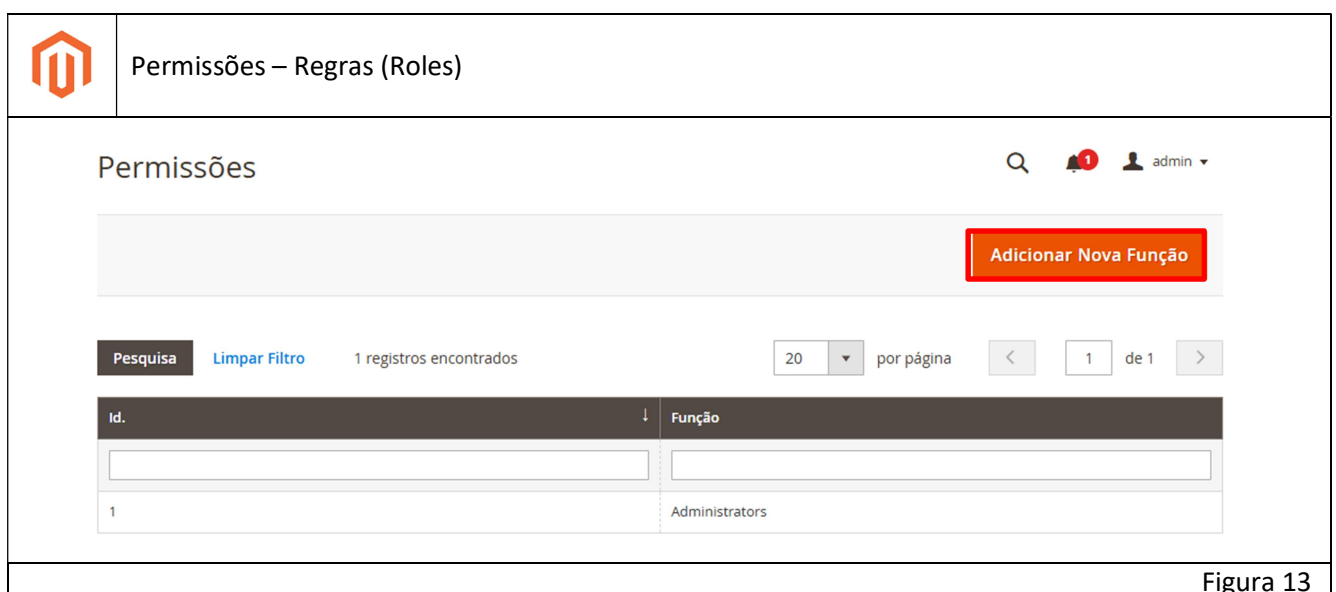 Permissões – Regras (Roles)
Permissões
1
admin
Adicionar Nova Função
Pesquisa Limpar Filtro 1 registros encontrados 20 por página 1 de 1
Id. Função
1 Administrators
Figura 13